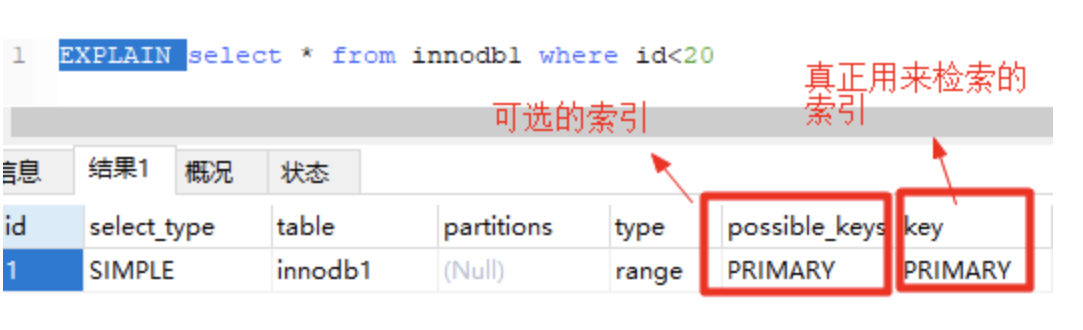 1 EXPLAIN select * from innodb1 where id<20
真正用来检索的
索引
可选的索引
信息 结果1 概况 状态
id select_type table partitions type possible_keys key
1 SIMPLE innodb1 (Null) range PRIMARY PRIMARY